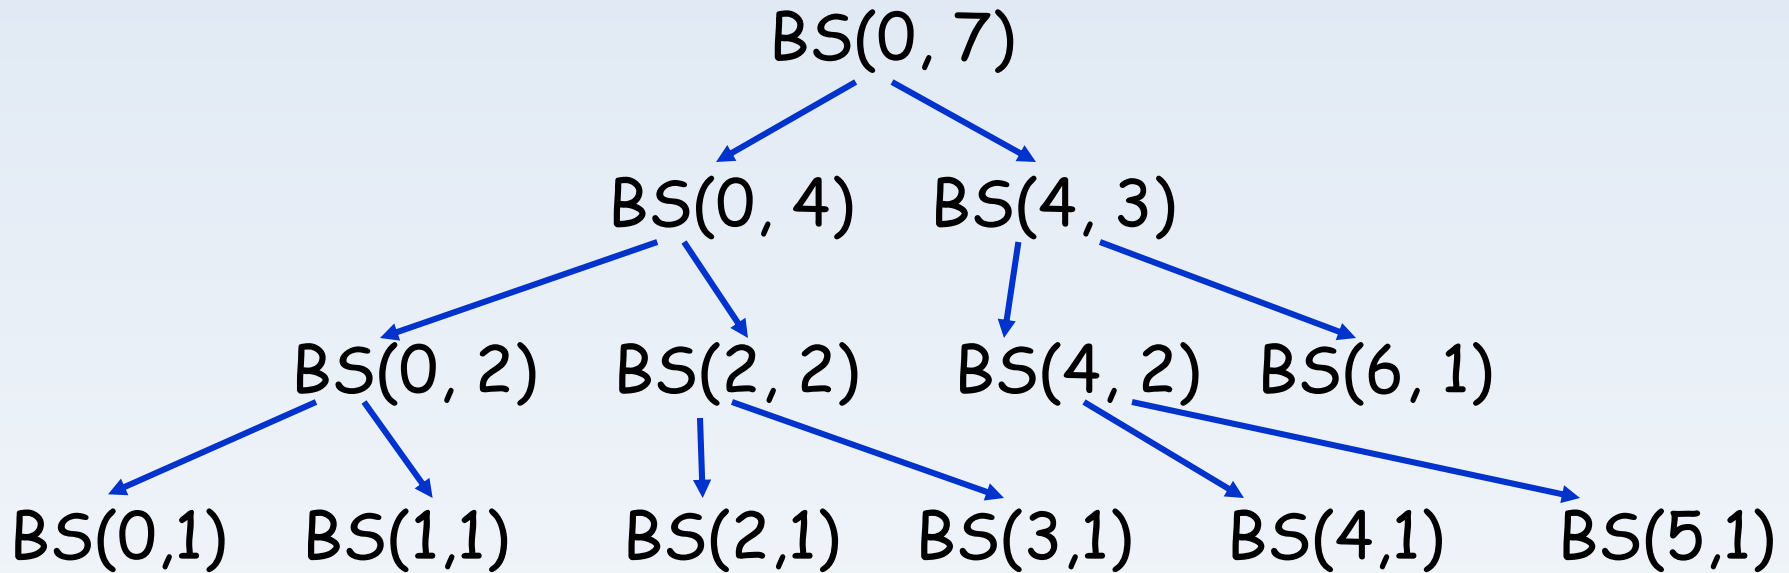 BS(0, 7)
BS(0, 4) BS(4, 3)
BS(0, 2) BS(2, 2) BS(4, 2) BS(6, 1)
BS(0,1) BS(1,1) BS(2,1) BS(3,1) BS(4,1) BS(5,1)